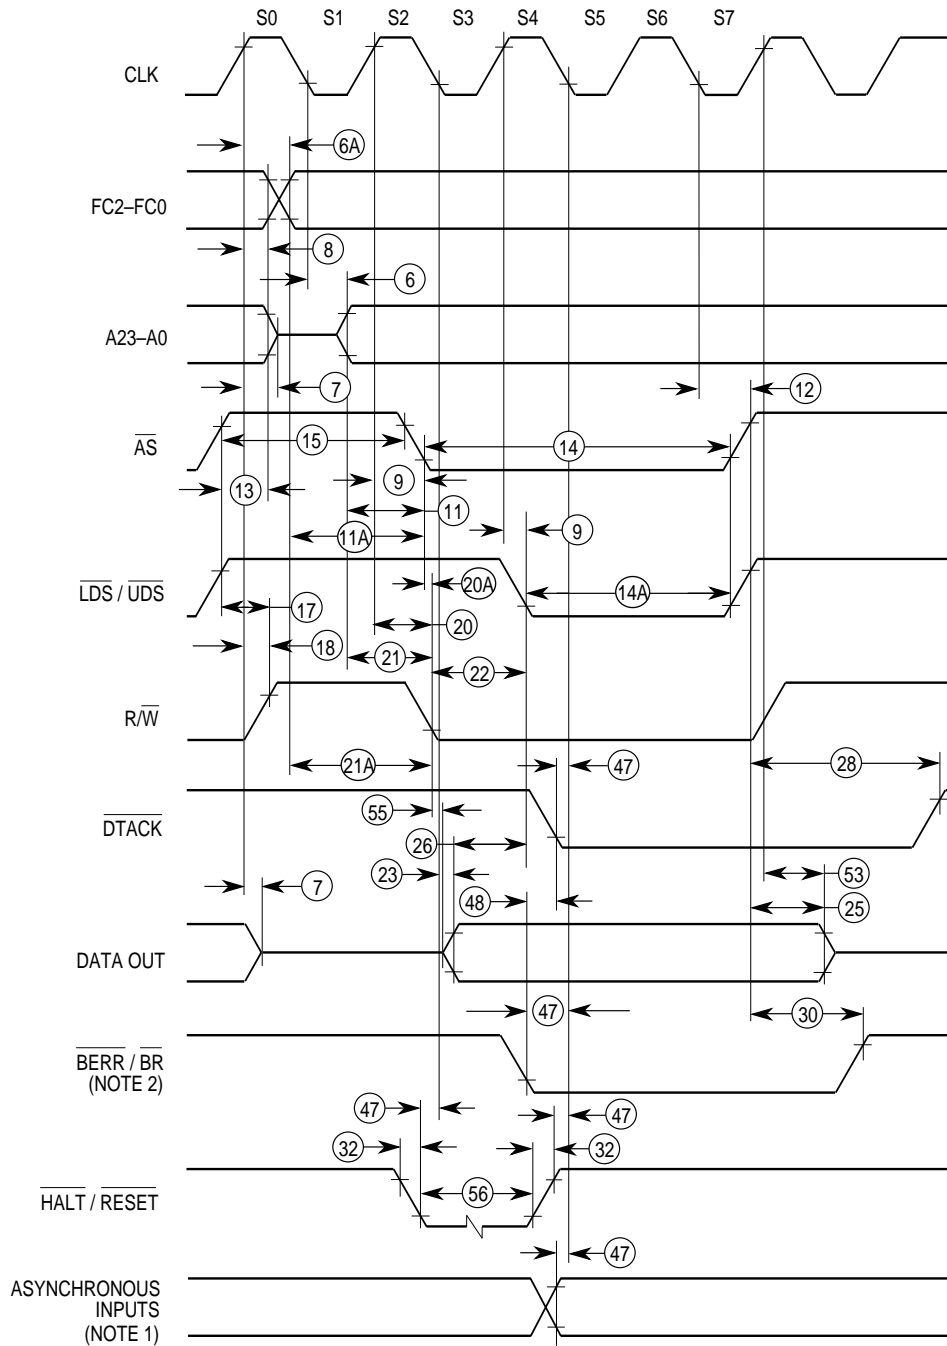 S0 S1 S2 S3 S4 S5 S6 S7
CLK
6A
FC2–FC0
8
6
A23–A0
7
12
AS
15
14
9
13
11
9
11A
LDS / UDS
20A
14A
17
20
18
21
22
R/W
21A
47
28
DTACK
55
26
23
53
7
48
25
DATA OUT
47
30
BERR / BR
(NOTE 2)
47
47
32
32
HALT / RESET
56
47
ASYNCHRONOUS
INPUTS
(NOTE 1)